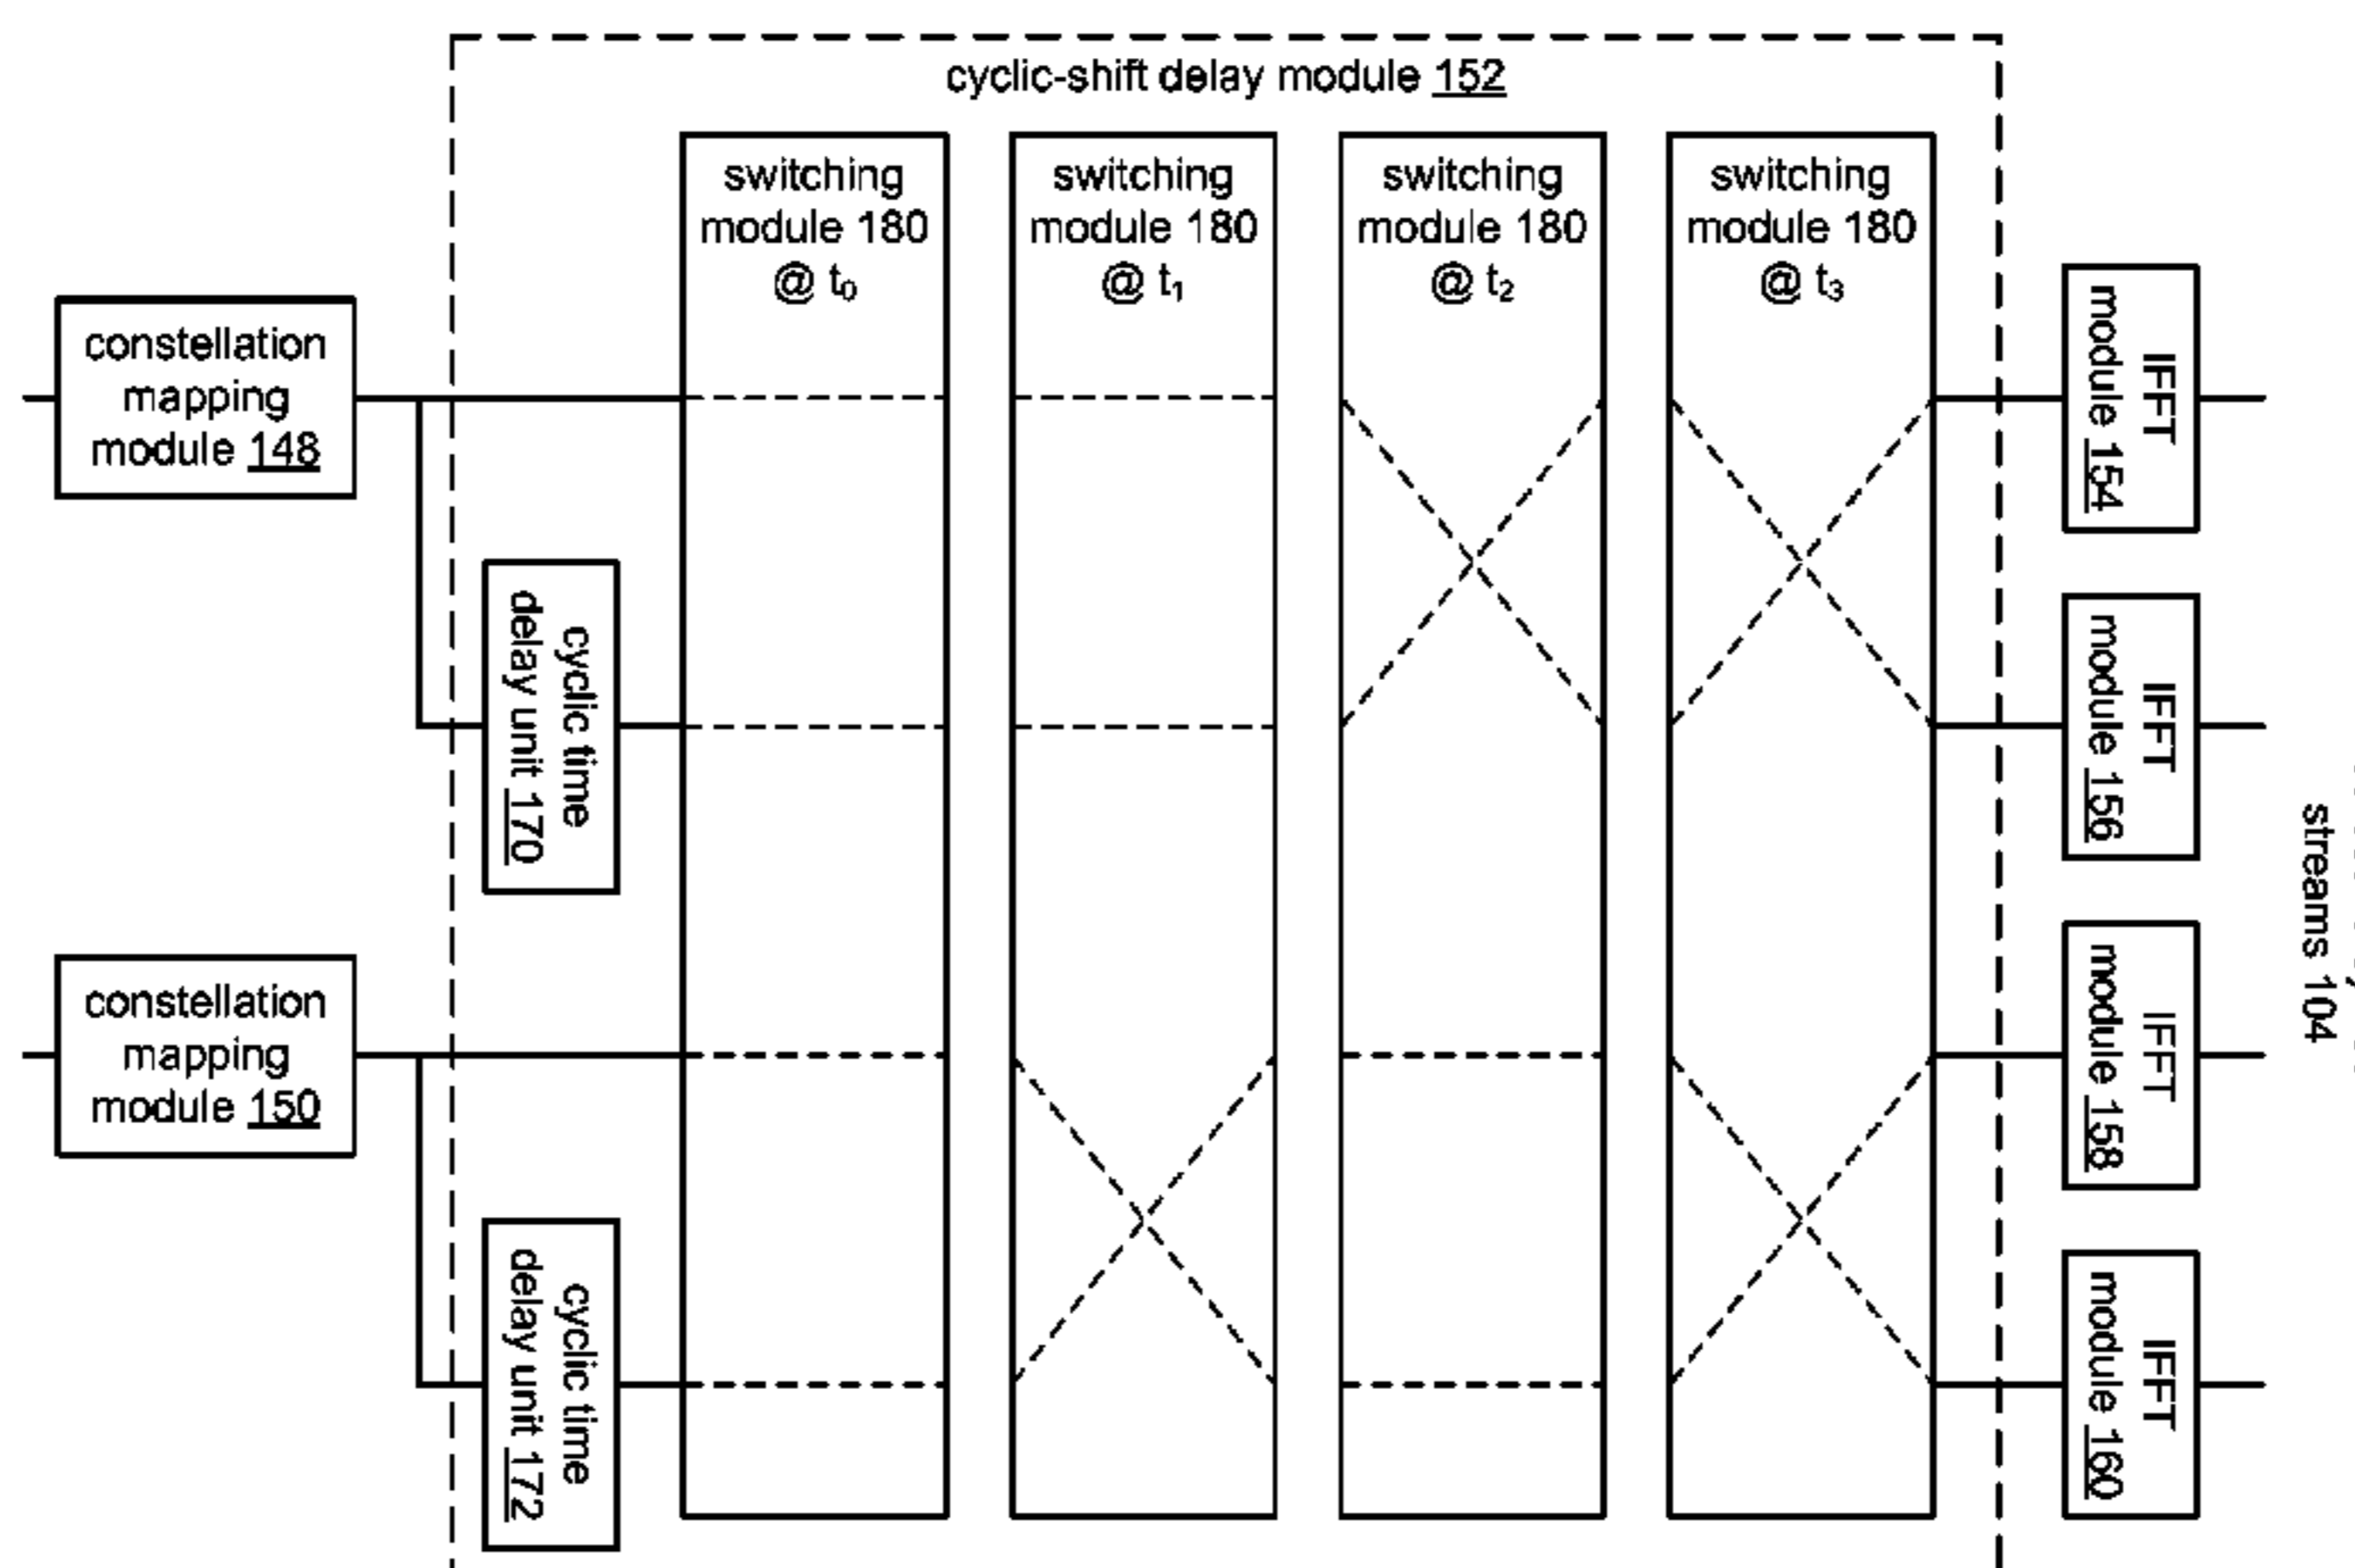 cyclic-shift delay module 152
switching
module 180
@ t₀
switching
module 180
@ t₁
switching
module 180
@ t₂
switching
module 180
@ t₃
constellation
mapping
module 148
cyclic time
delay unit 170
constellation
mapping
module 150
cyclic time
delay unit 172
IFFT
module 154
IFFT
module 156
IFFT
module 158
IFFT
module 160
streams 104